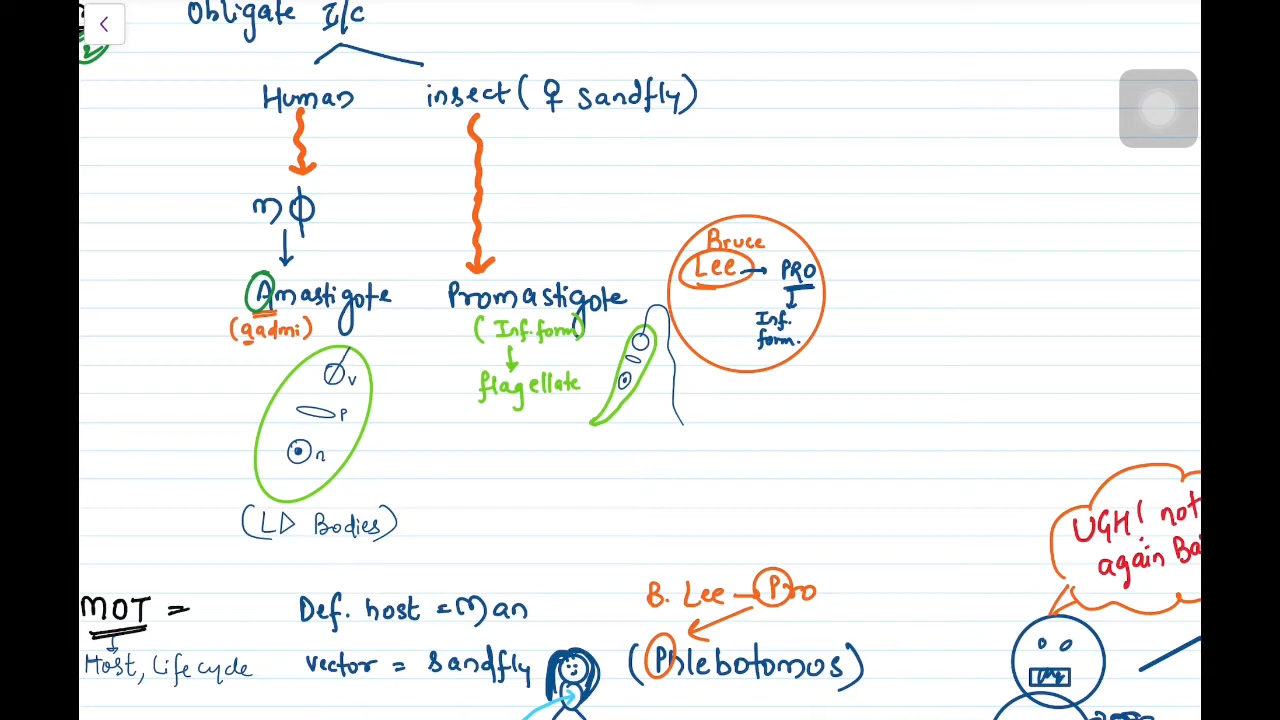 Obligate I/c
Human insect (♀ sandfly)
mϕ
Amastigote Promastigote
(aadmi) (Inf. form)
flagellate
v
P
n
(LD Bodies)
Bruce
Lee → PRO
Inf.
form.
UGH! not
again Ba
MOT = Def. host = Man
B. Lee → Pro
Host, Life cycle vector = sandfly (Phlebotomus)